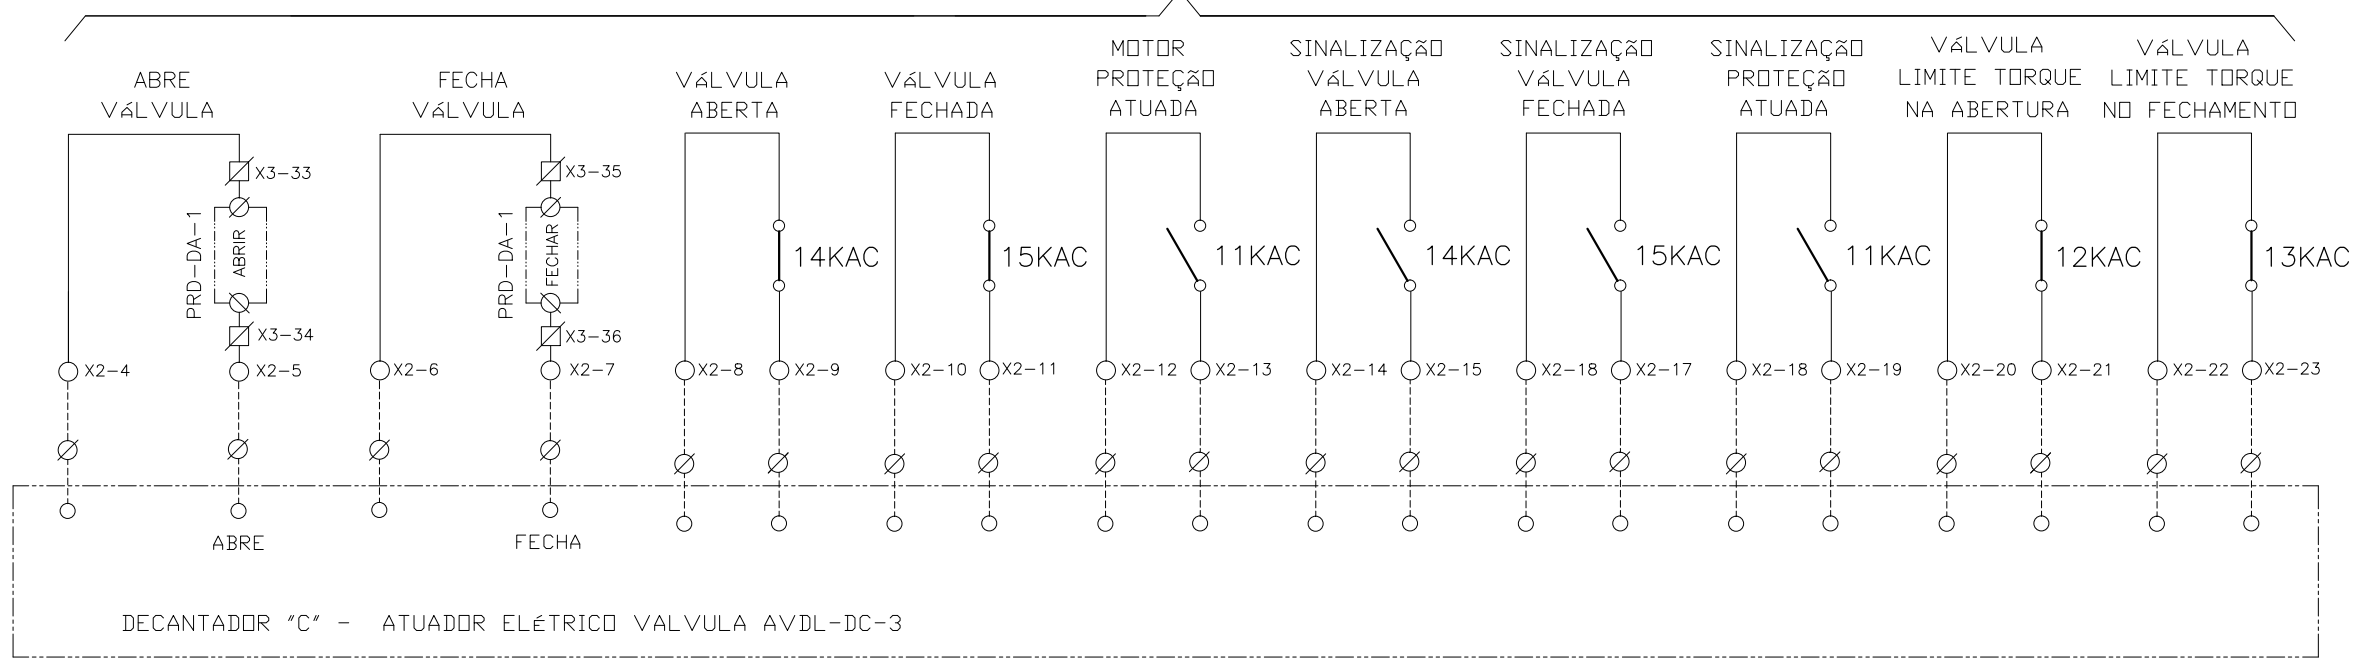 ABRE
VÁLVULA
FECHA
VÁLVULA
VÁLVULA
ABERTA
VÁLVULA
FECHADA
MOTOR
PROTEÇÃO
ATUADA
SINALIZAÇÃO
VÁLVULA
ABERTA
SINALIZAÇÃO
VÁLVULA
FECHADA
SINALIZAÇÃO
PROTEÇÃO
ATUADA
VÁLVULA
LIMITE TORQUE
NA ABERTURA
VÁLVULA
LIMITE TORQUE
NO FECHAMENTO
X3-33
X3-35
PRD-DA-1
ABRIR
PRD-DA-1
FECHAR
14KAC
15KAC
11KAC
14KAC
15KAC
11KAC
12KAC
13KAC
X3-34
X3-36
X2-4
X2-5
X2-6
X2-7
X2-8
X2-9
X2-10
X2-11
X2-12
X2-13
X2-14
X2-15
X2-18
X2-17
X2-18
X2-19
X2-20
X2-21
X2-22
X2-23
ABRE
FECHA
DECANTADOR "C" - ATUADOR ELÉTRICO VALVULA AVDL-DC-3